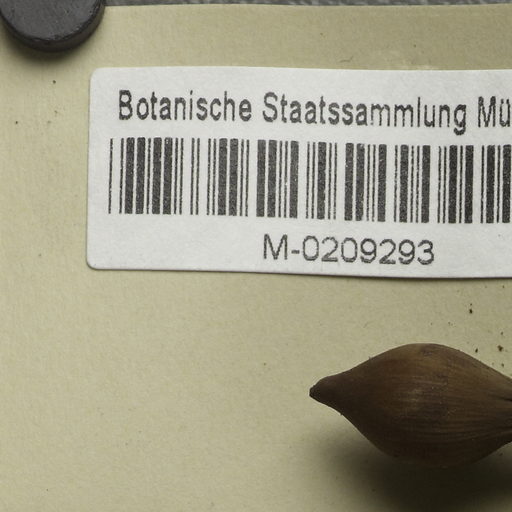 Botanische Staatssammlung Mü
M-0209293